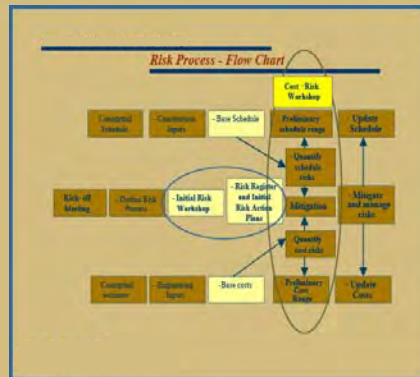 Risk Process - Flow Chart
Cost - Risk
Workshop
Conceptual
Schedule
Construction
Inputs
- Base Schedule
Preliminary
schedule range
Update
Schedule
Quantify
schedule
risks
Kick-off
Meeting
- Outline Risk
Process
- Initial Risk
Workshop
- Risk Register
and Initial
Risk Action
Plans
Mitigation
- Mitigate
and manage
risks
Quantify
cost risks
Conceptual
estimate
Engineering
Inputs
- Base costs
Preliminary
Cost
Range
- Update
Costs